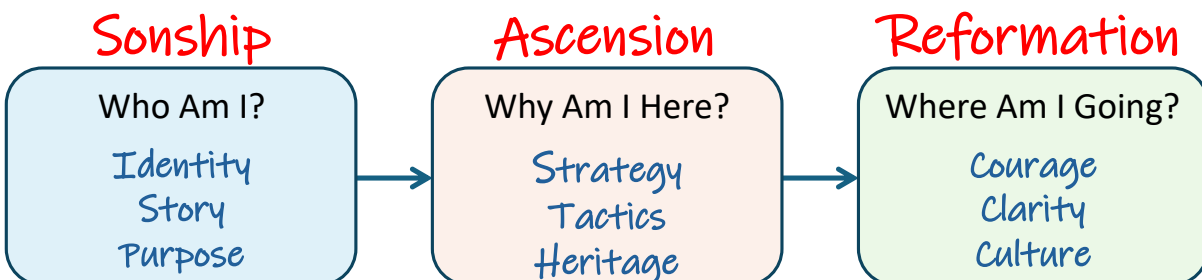 Sonship
Who Am I?
Identity
Story
Purpose
Ascension
Why Am I Here?
Strategy
Tactics
Heritage
Reformation
Where Am I Going?
Courage
Clarity
Culture